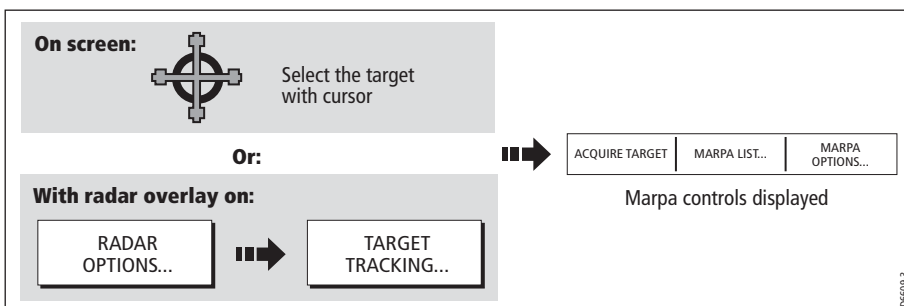 On screen:
Select the target
with cursor
Or:
With radar overlay on:
RADAR
OPTIONS...
TARGET
TRACKING...
ACQUIRE TARGET
MARPA LIST...
MARPA
OPTIONS...
Marpa controls displayed